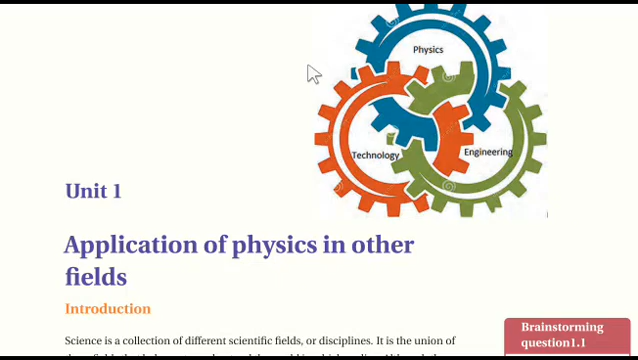 Physics
Technology
Engineering
Unit 1
Application of physics in other
fields
Introduction
Brainstorming
question1.1
Science is a collection of different scientific fields, or disciplines. It is the union of